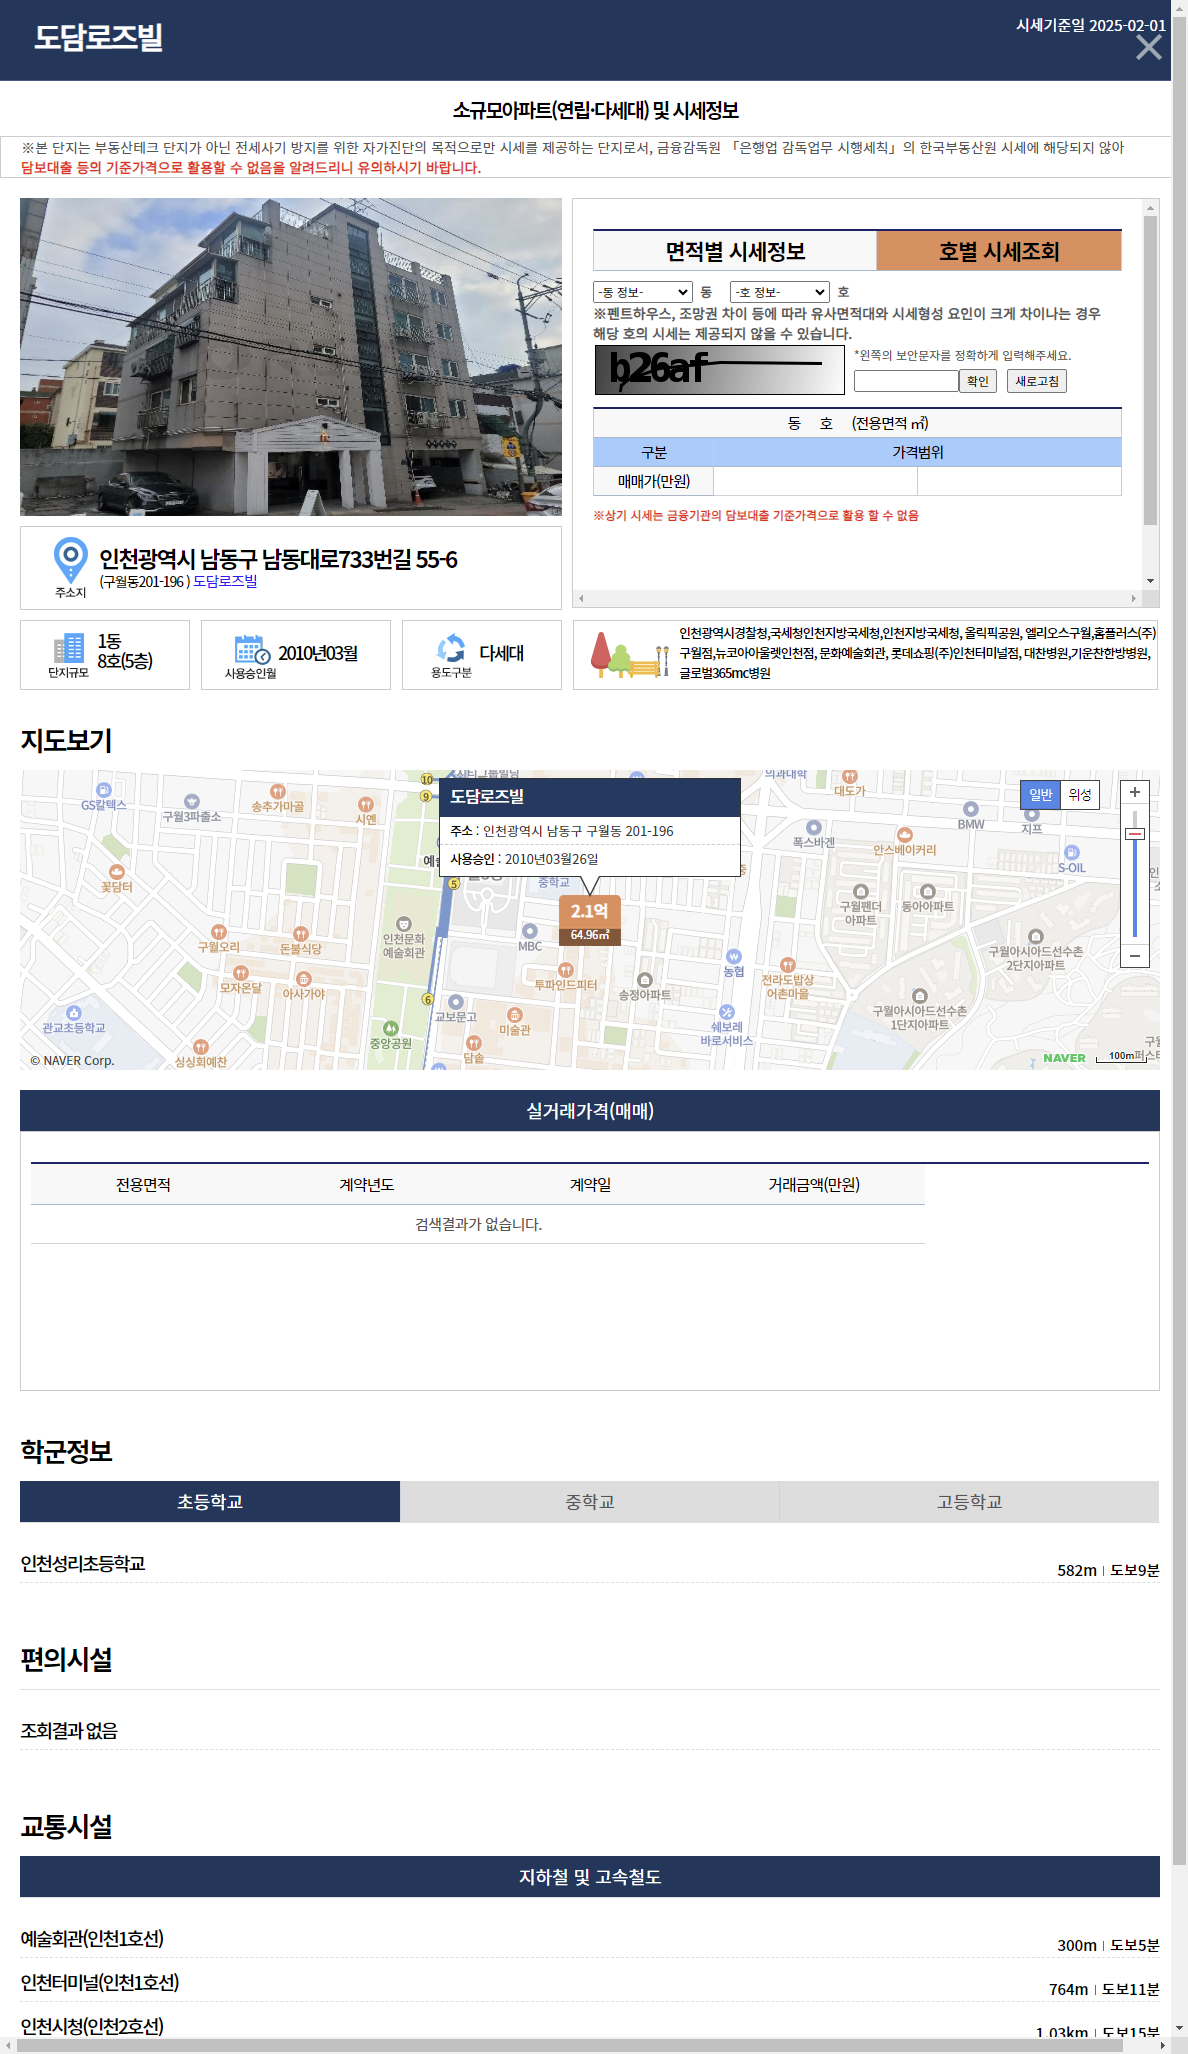 도담로즈빌
시세기준일 2025-02-01
소규모아파트(연립·다세대) 및 시세정보
※본 단지는 부동산테크 단지가 아닌 전세사기 방지를 위한 자가진단의 목적으로만 시세를 제공하는 단지로서, 금융감독원 「은행업 감독업무 시행세칙」의 한국부동산원 시세에 해당되지 않아
담보대출 등의 기준가격으로 활용할 수 없음을 알려드리니 유의하시기 바랍니다.
면적별 시세정보 호별 시세조회
-동 정보- 동 -호 정보- 호
※펜트하우스, 조망권 차이 등에 따라 유사면적대와 시세형성 요인이 크게 차이나는 경우
해당 호의 시세는 제공되지 않을 수 있습니다.
b26af
*왼쪽의 보안문자를 정확하게 입력해주세요.
확인 새로고침
동 호 (전용면적 ㎡)
구분 가격범위
매매가(만원)
※상기 시세는 금융기관의 담보대출 기준가격으로 활용 할 수 없음
주소지
인천광역시 남동구 남동대로733번길 55-6
(구월동201-196 ) 도담로즈빌
단지규모
1동
8호(5층)
사용승인월
2010년03월
용도구분
다세대
인천광역시경찰청,국세청인천지방국세청,인천지방국세청, 올릭픽공원, 엘리오스구월,홈플러스(주)
구월점,뉴코아아울렛인천점, 문화예술회관, 롯데쇼핑(주)인천터미널점, 대찬병원,기운찬한방병원,
글로벌365mc병원
지도보기
10
의과대학
대도가
일반 위성
GS칼텍스
구월3파출소
송추가마골
시엔
9
도담로즈빌
주소 : 인천광역시 남동구 구월동 201-196
사용승인 : 2010년03월26일
폭스바겐
안스베이커리
BMW
지프
S-OIL
꽃담터
5
중학교
2.1억
64.96㎡
구월팬더
아파트
동아아파트
구월오리
돈불식당
인천문화
예술회관
MBC
농협
구월아시아드선수촌
2단지아파트
모자온달
아사가야
6
투파인드피터
송정아파트
전라도밥상
어촌마을
관교초등학교
교보문고
미술관
쉐보레
바로서비스
구월아시아드선수촌
1단지아파트
싱싱회예찬
중앙공원
담솥
© NAVER Corp.
NAVER
100m
실거래가격(매매)
전용면적 계약년도 계약일 거래금액(만원)
검색결과가 없습니다.
학군정보
초등학교 중학교 고등학교
인천성리초등학교 582m 도보9분
편의시설
조회결과 없음
교통시설
지하철 및 고속철도
예술회관(인천1호선) 300m 도보5분
인천터미널(인천1호선) 764m 도보11분
인천시청(인천2호선) 1.03km 도보15분